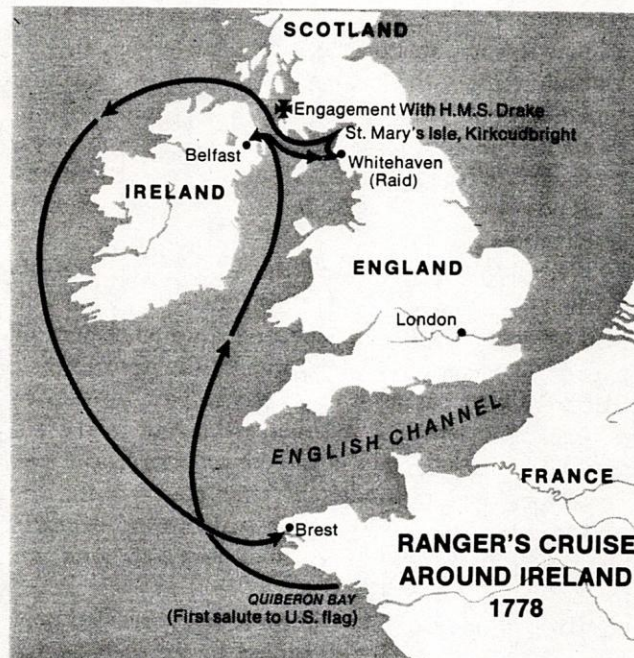 SCOTLAND
Engagement With H.M.S. Drake
St. Mary's Isle, Kirkcudbright
Belfast
Whitehaven
(Raid)
IRELAND
ENGLAND
London
ENGLISH CHANNEL
FRANCE
Brest
RANGER'S CRUISE
AROUND IRELAND
1778
QUIBERON BAY
(First salute to U.S. flag)